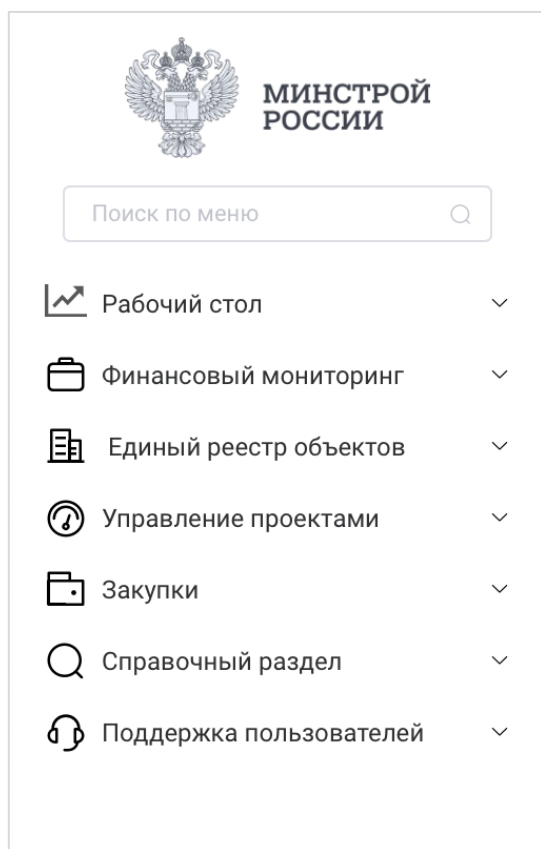 МИНСТРОЙ
РОССИИ
Поиск по меню
Рабочий стол
Финансовый мониторинг
Единый реестр объектов
Управление проектами
Закупки
Справочный раздел
Поддержка пользователей